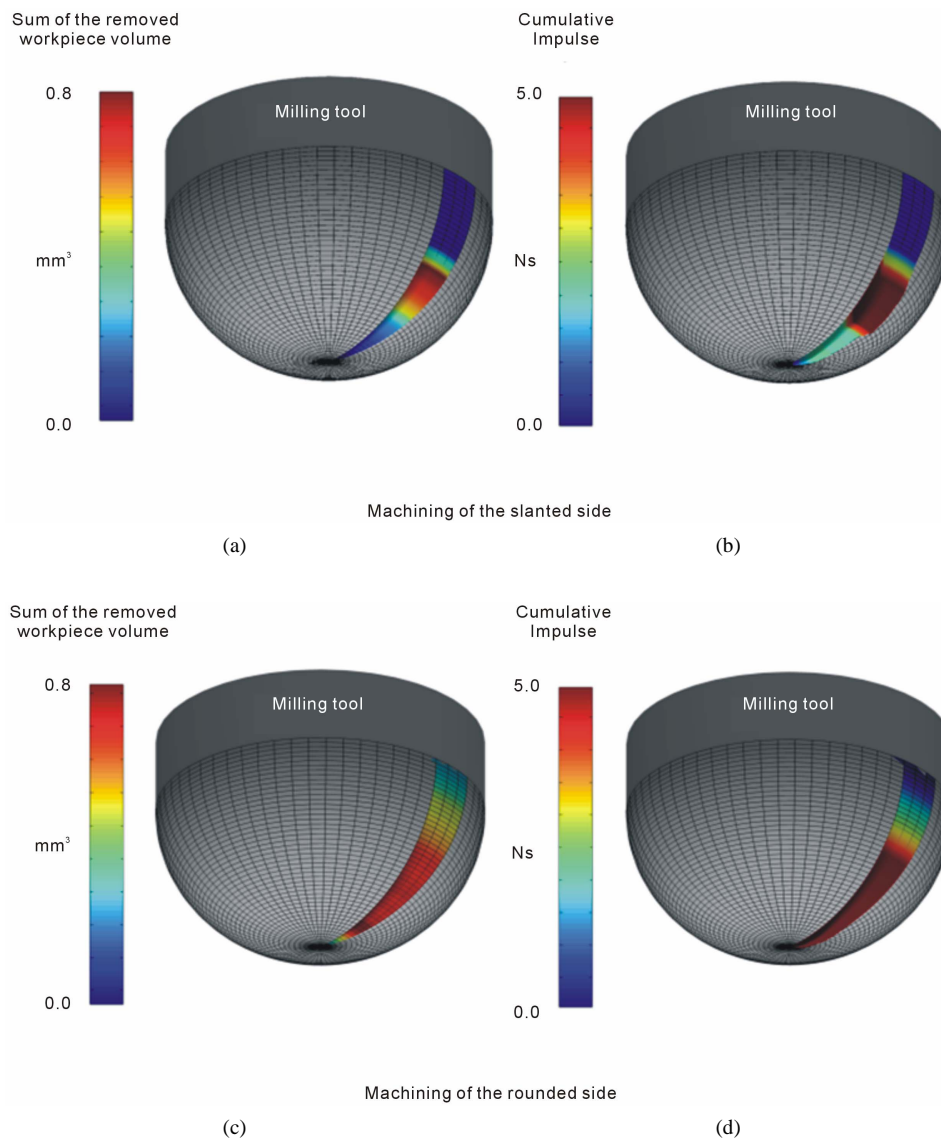 Sum of the removed
workpiece volume
0.8
mm³
0.0
Milling tool
Cumulative
Impulse
5.0
Ns
0.0
Milling tool
Machining of the slanted side
(a)
(b)
Sum of the removed
workpiece volume
0.8
mm³
0.0
Milling tool
Cumulative
Impulse
5.0
Ns
0.0
Milling tool
Machining of the rounded side
(c)
(d)